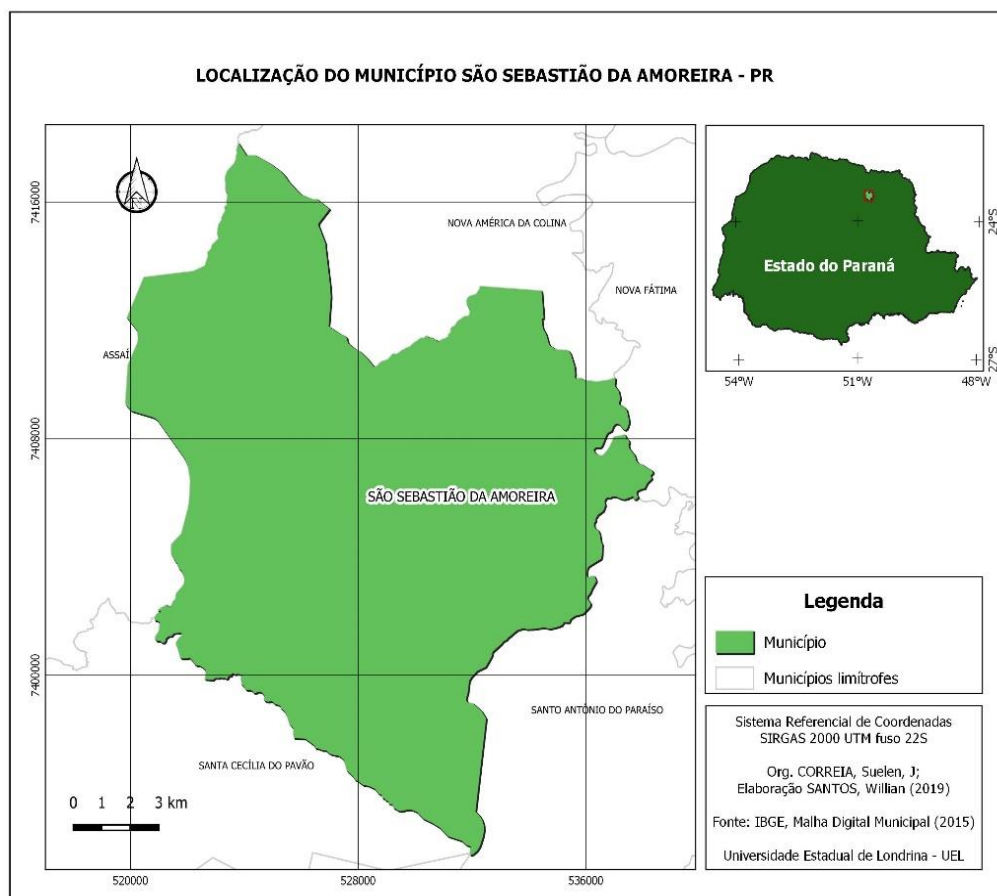 LOCALIZAÇÃO DO MUNICÍPIO SÃO SEBASTIÃO DA AMOREIRA - PR
N
7416000
7408000
7400000
NOVA AMÉRICA DA COLINA
NOVA FÁTIMA
ASSAÍ
SÃO SEBASTIÃO DA AMOREIRA
SANTO ANTÔNIO DO PARAÍSO
SANTA CECÍLIA DO PAVÃO
0 1 2 3 km
520000 528000 536000
Estado do Paraná
24°S
27°S
54°W 51°W 48°W
Legenda
Município
Municípios limítrofes
Sistema Referencial de Coordenadas
SIRGAS 2000 UTM fuso 22S
Org. CORREIA, Suelen, J;
Elaboração SANTOS, Willian (2019)
Fonte: IBGE, Malha Digital Municipal (2015)
Universidade Estadual de Londrina - UEL